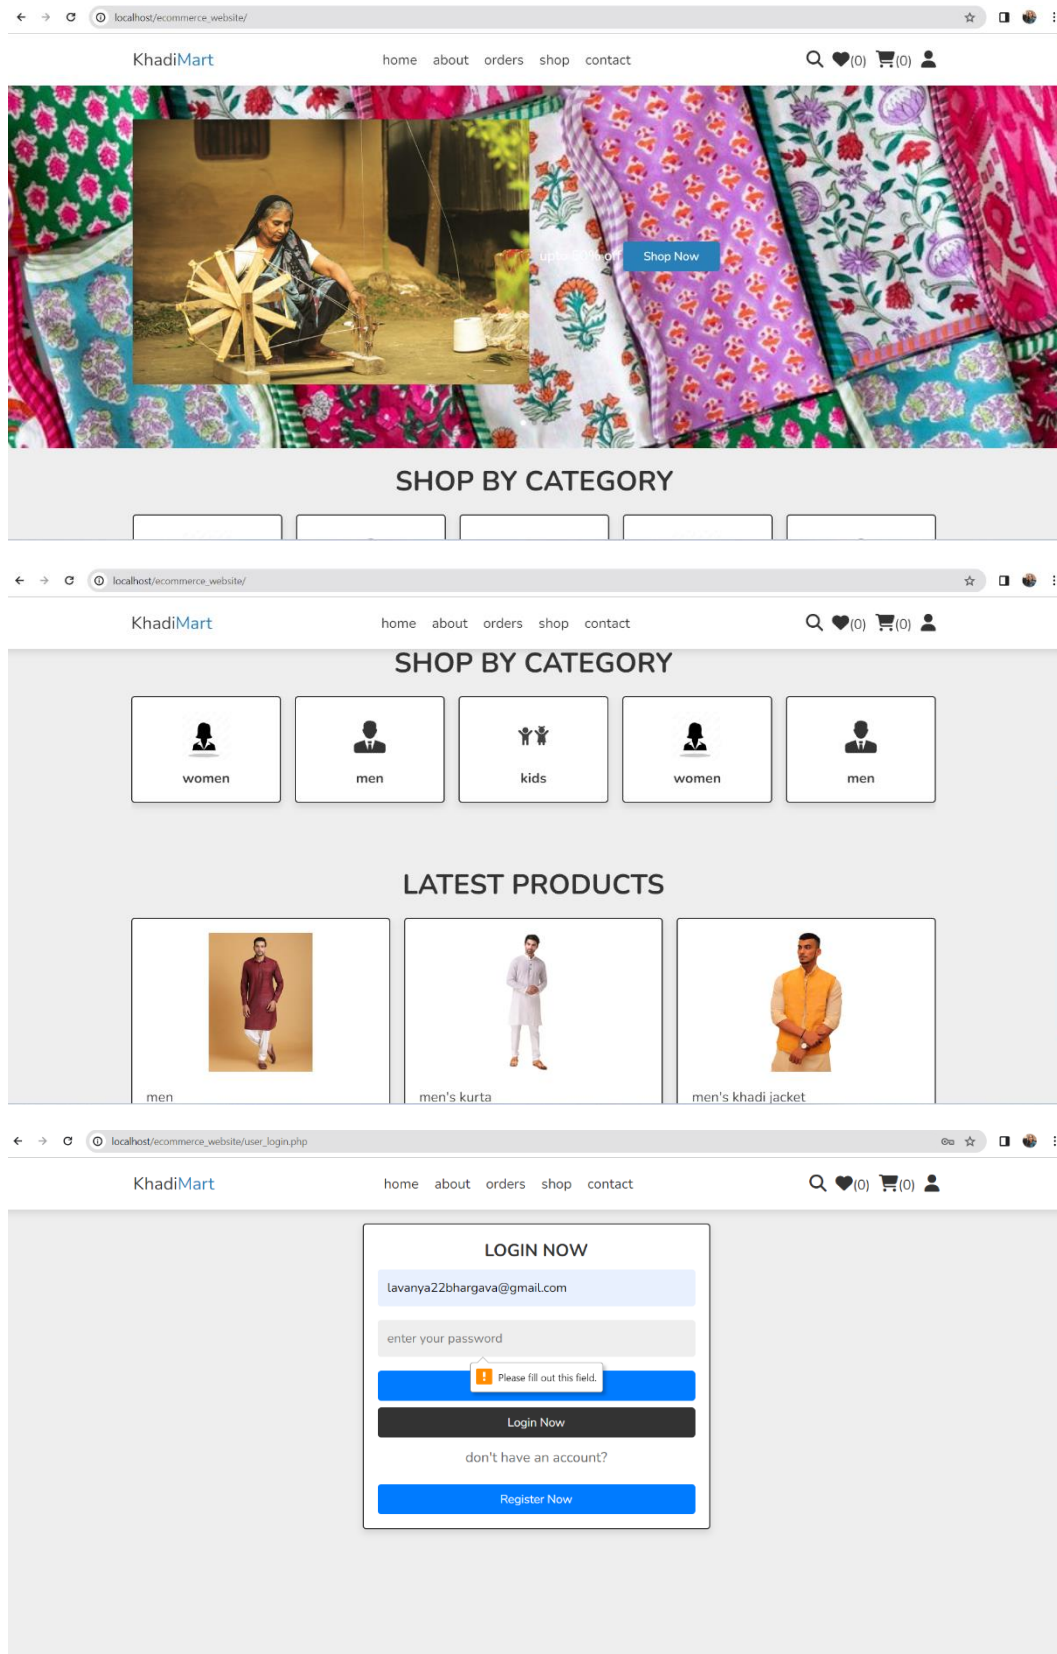 localhost/ecommerce_website/
KhadiMart home about orders shop contact (0) (0)
upto 50% off Shop Now
SHOP BY CATEGORY
localhost/ecommerce_website/
KhadiMart home about orders shop contact (0) (0)
SHOP BY CATEGORY
women men kids women men
LATEST PRODUCTS
men men's kurta men's khadi jacket
localhost/ecommerce_website/user_login.php
KhadiMart home about orders shop contact (0) (0)
LOGIN NOW
lavanya22bhargava@gmail.com
enter your password
Please fill out this field.
Login Now
don't have an account?
Register Now